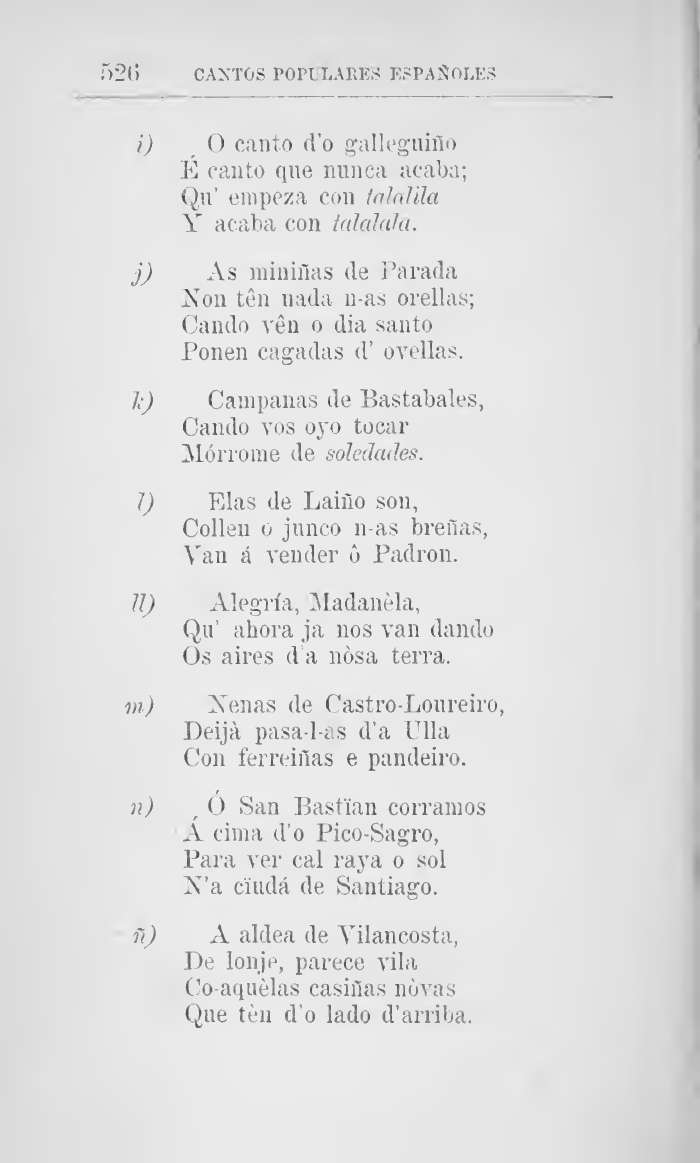 526 CANTOS POPULARES ESPAÑOLES
i) O canto d'o galleguiño
É canto que nunca acaba;
Qu' empeza con talalila
Y acaba con talalala.
j) As miniñas de Parada
Non tên nada n-as orellas;
Cando vên o dia santo
Ponen cagadas d' ovellas.
k) Campanas de Bastabales,
Cando vos oyo tocar
Mórrome de soledades.
l) Elas de Laiño son,
Collen o junco n-as breñas,
Van á vender ô Padron.
ll) Alegría, Madanèla,
Qu' ahora ja nos van dando
Os aires d'a nòsa terra.
m) Nenas de Castro-Loureiro,
Deijà pasa-l-as d'a Ulla
Con ferreiñas e pandeiro.
n) Ó San Bastïan corramos
Á cima d'o Pico-Sagro,
Para ver cal raya o sol
N'a cïudá de Santiago.
ñ) A aldea de Vilancosta,
De lonje, parece vila
Co-aquèlas casiñas nòvas
Que tèn d'o lado d'arriba.